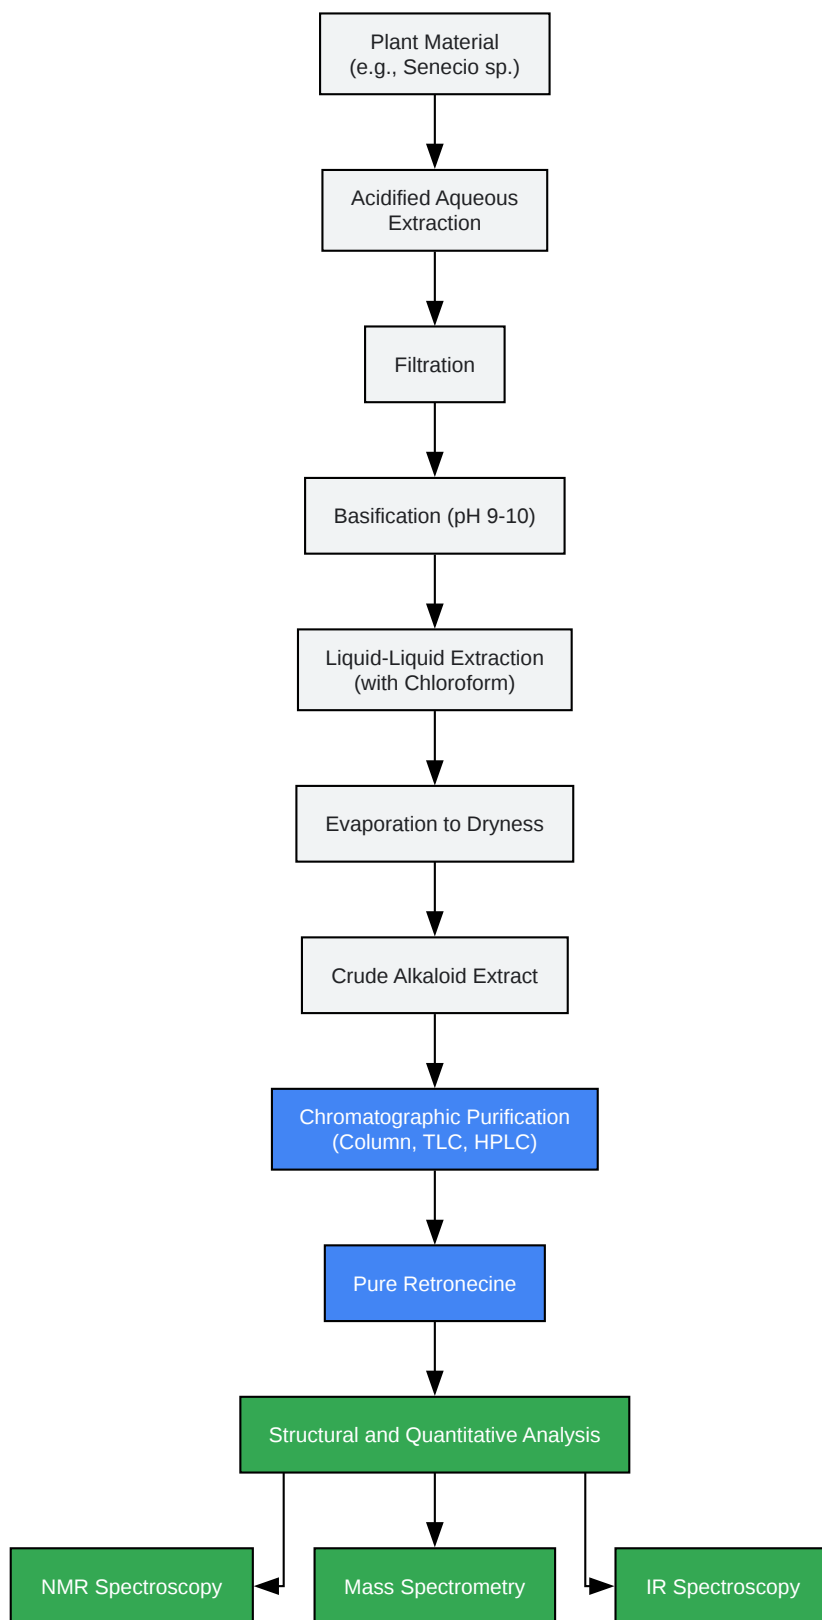 Plant Material
(e.g., Senecio sp.)
Acidified Aqueous
Extraction
Filtration
Basification (pH 9-10)
Liquid-Liquid Extraction
(with Chloroform)
Evaporation to Dryness
Crude Alkaloid Extract
Chromatographic Purification
(Column, TLC, HPLC)
Pure Retronecine
Structural and Quantitative Analysis
NMR Spectroscopy
Mass Spectrometry
IR Spectroscopy